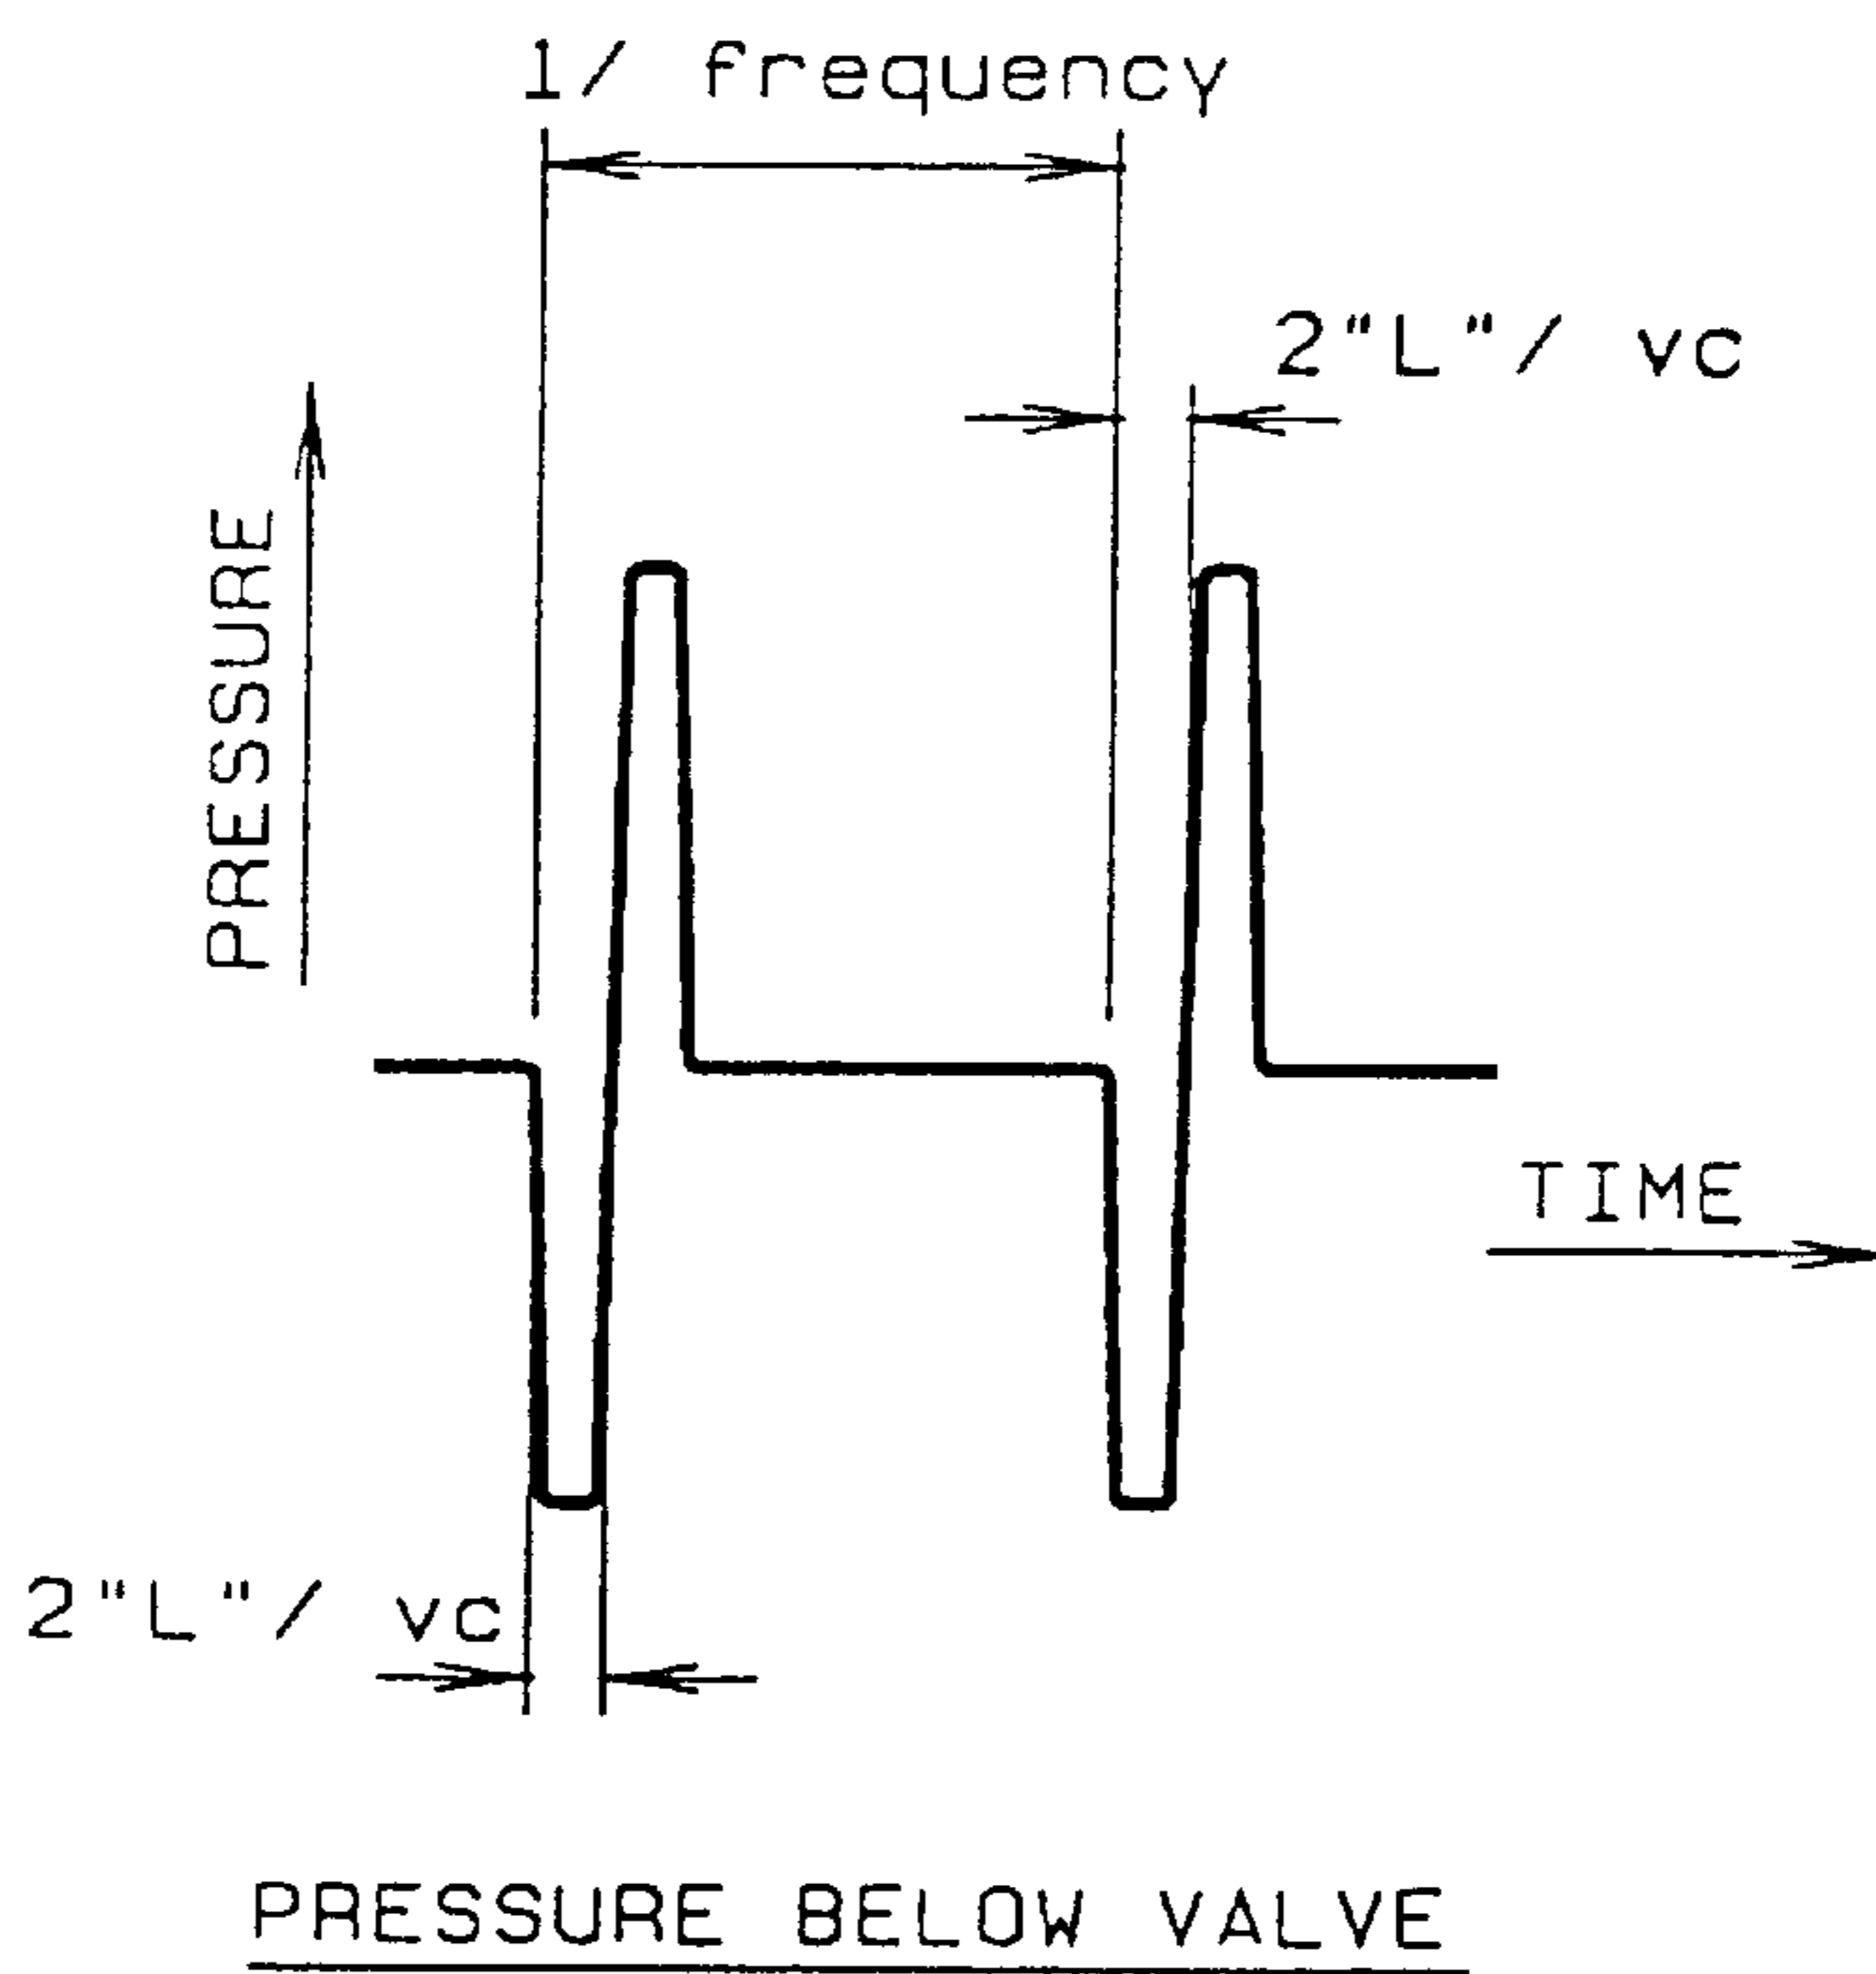 1/ frequency
2"L"/ vc
PRESSURE
TIME
2"L"/ vc
PRESSURE BELOW VALVE